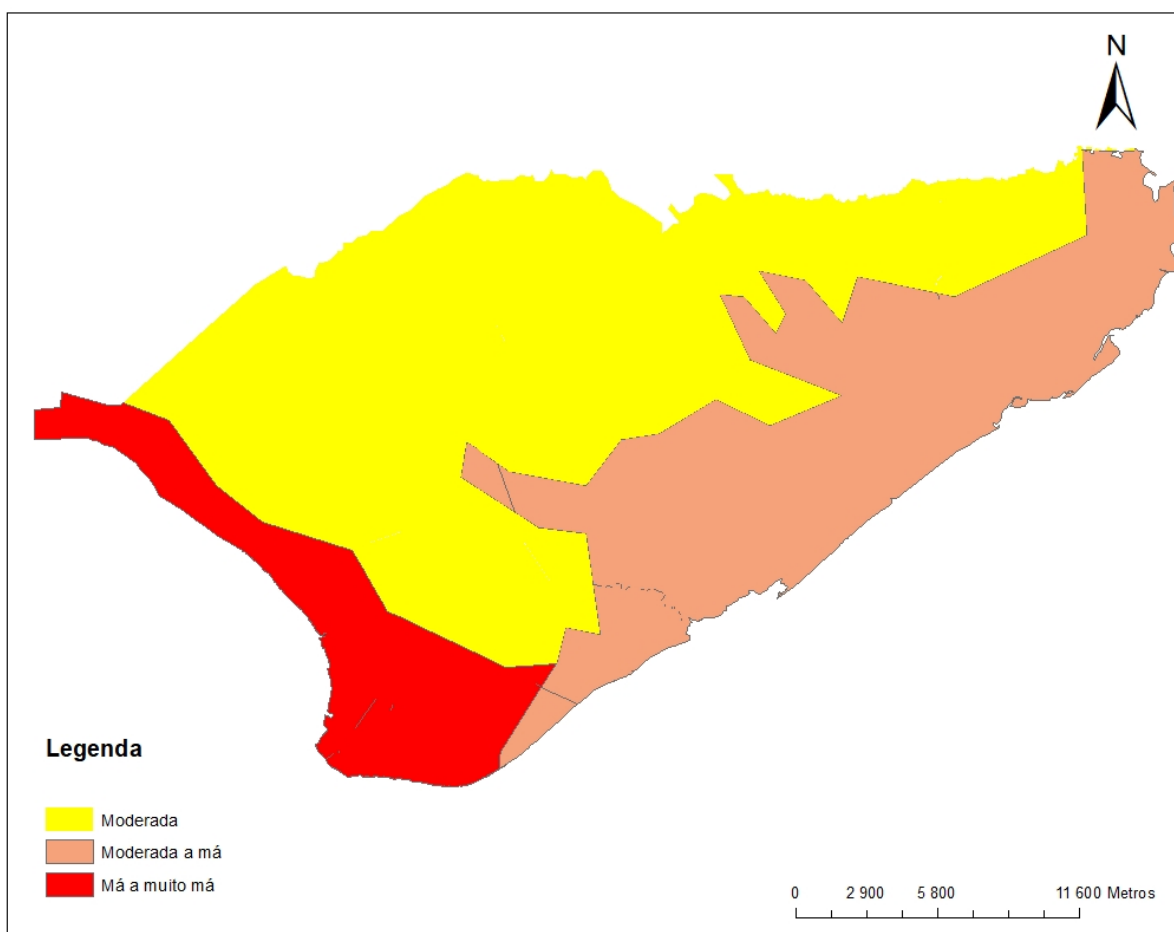 N
Legenda
Moderada
Moderada a má
Má a muito má
0 2 900 5 800 11 600 Metros